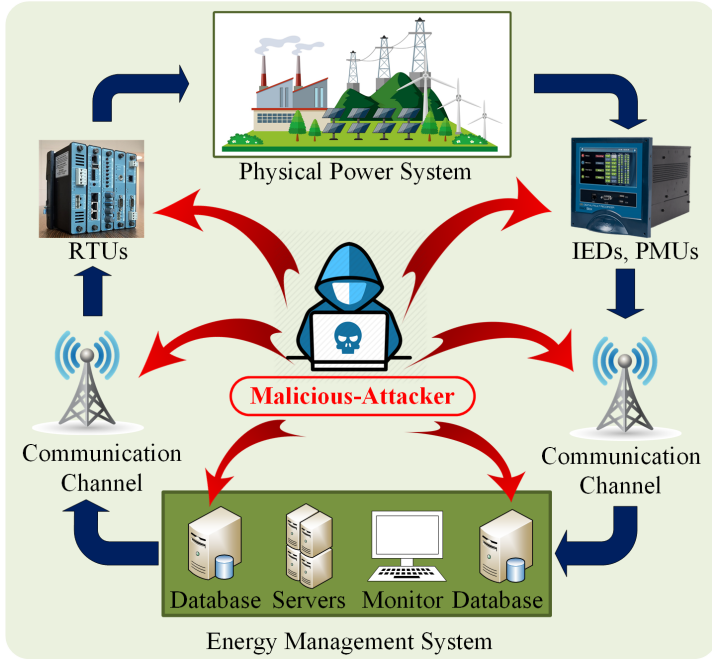 Physical Power System
RTUs
IEDs, PMUs
Malicious-Attacker
Communication
Channel
Communication
Channel
Database
Servers
Monitor
Database
Energy Management System